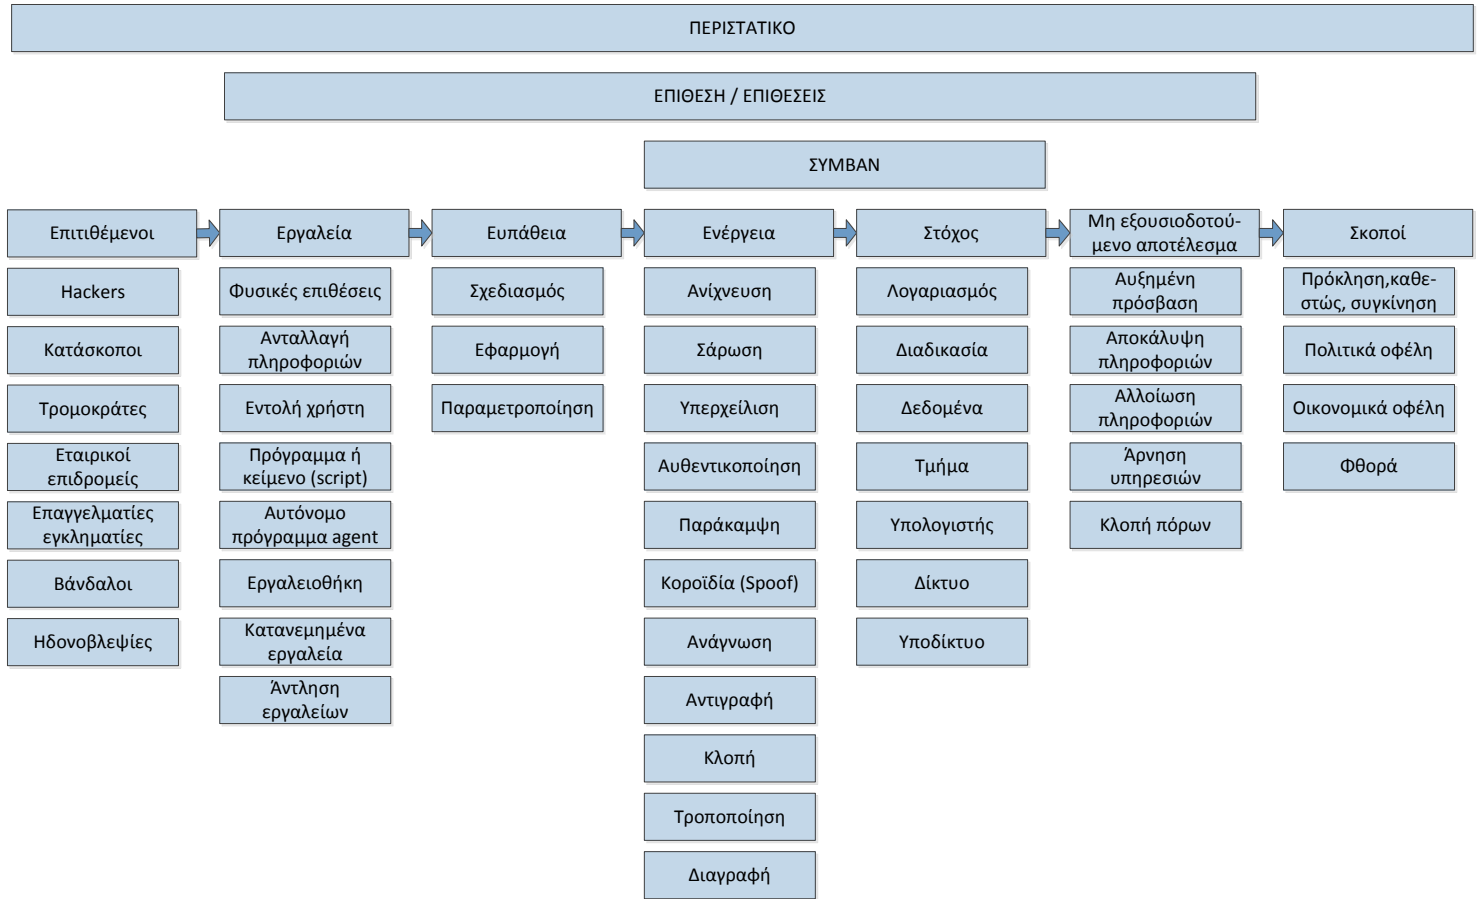 ΠΕΡΙΣΤΑΤΙΚΟ
ΕΠΙΘΕΣΗ / ΕΠΙΘΕΣΕΙΣ
ΣΥΜΒΑΝ
Επιτιθέμενοι
Hackers
Κατάσκοποι
Τρομοκράτες
Εταιρικοί
επιδρομείς
Επαγγελματίες
εγκληματίες
Βάνδαλοι
Ηδονοβλεψίες
Εργαλεία
Φυσικές επιθέσεις
Ανταλλαγή
πληροφοριών
Εντολή χρήστη
Πρόγραμμα ή
κείμενο (script)
Αυτόνομο
πρόγραμμα agent
Εργαλειοθήκη
Κατανεμημένα
εργαλεία
Άντληση
εργαλείων
Ευπάθεια
Σχεδιασμός
Εφαρμογή
Παραμετροποίηση
Ενέργεια
Ανίχνευση
Σάρωση
Υπερχείλιση
Αυθεντικοποίηση
Παράκαμψη
Κοροϊδία (Spoof)
Ανάγνωση
Αντιγραφή
Κλοπή
Τροποποίηση
Διαγραφή
Στόχος
Λογαριασμός
Διαδικασία
Δεδομένα
Τμήμα
Υπολογιστής
Δίκτυο
Υποδίκτυο
Μη εξουσιοδοτού-
μενο αποτέλεσμα
Αυξημένη
πρόσβαση
Αποκάλυψη
πληροφοριών
Αλλοίωση
πληροφοριών
Άρνηση
υπηρεσιών
Κλοπή πόρων
Σκοποί
Πρόκληση,καθε-
στώς, συγκίνηση
Πολιτικά οφέλη
Οικονομικά οφέλη
Φθορά